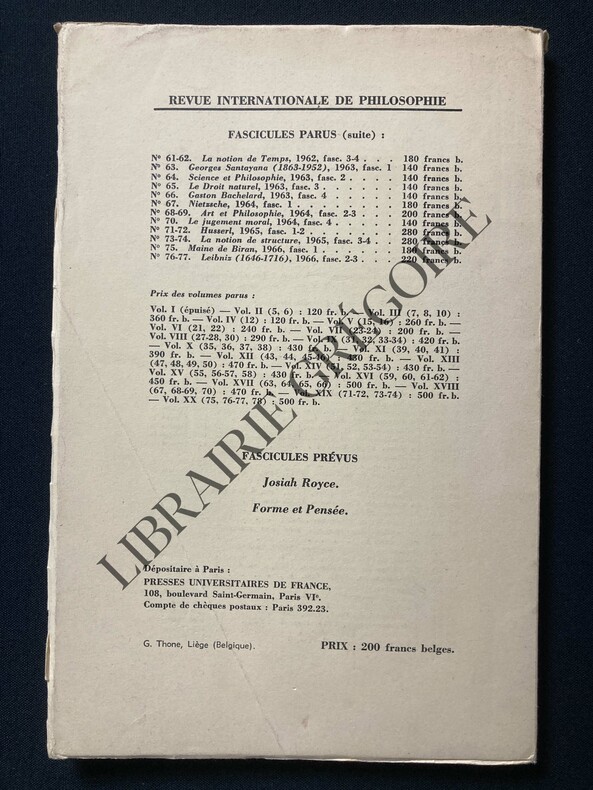 REVUE INTERNATIONALE DE PHILOSOPHIE
FASCICULES PARUS (suite) :
Nº 61-62. La notion de Temps, 1962, fasc. 3-4 . . . 180 francs b.
Nº 63. Georges Santayana (1863-1952), 1963, fasc. 1 140 francs b.
Nº 64. Science et Philosophie, 1963, fasc. 2 . . . . 140 francs b.
Nº 65. Le Droit naturel, 1963, fasc. 3 . . . . . . 140 francs b.
Nº 66. Gaston Bachelard, 1963, fasc. 4 . . . . . 140 francs b.
Nº 67. Nietzsche, 1964, fasc. 1 . . . . . . . . 180 francs b.
Nº 68-69. Art et Philosophie, 1964, fasc. 2-3 . . . . 200 francs b.
Nº 70. Le jugement moral, 1964, fasc. 4 . . . . . 140 francs b.
Nº 71-72. Husserl, 1965, fasc. 1-2 . . . . . . . 280 francs b.
Nº 73-74. La notion de structure, 1965, fasc. 3-4 . . . 280 francs b.
Nº 75. Maine de Biran, 1966, fasc. 1 . . . . . . 180 francs b.
Nº 76-77. Leibniz (1646-1716), 1966, fasc. 2-3 . . . . 220 francs b.
Prix des volumes parus :
Vol. I (épuisé) — Vol. II (5, 6) : 120 fr. b. — Vol. III (7, 8, 10) :
360 fr. b. — Vol. IV (12) : 120 fr. b. — Vol. V (15, 16) : 260 fr. b. —
Vol. VI (21, 22) : 240 fr. b. — Vol. VII (23-24) : 200 fr. b. —
Vol. VIII (27-28, 30) : 290 fr. b. — Vol. (31, 32, 33-34) : 420 fr. b.
— Vol. X (35, 36, 37, 38) : 430 fr. b. — Vol. XI (39, 40, 41) :
390 fr. b. — Vol. XII (43, 44, 45-46) : 430 fr. b. — Vol. XIII
(47, 48, 49, 50) : 470 fr. b. — Vol. XIV (51, 52, 53-54) : 430 fr. b. —
Vol. XV (55, 56-57, 58) : 430 fr. b. — Vol. XVI (59, 60, 61-62) :
450 fr. b. — Vol. XVII (63, 64, 65, 66) : 500 fr. b. — Vol. XVIII
(67, 68-69, 70) : 470 fr. b. — Vol. XIX (71-72, 73-74) : 500 fr. b.
— Vol. XX (75, 76-77, 78) : 500 fr. b.
FASCICULES PRÉVUS
Josiah Royce.
Forme et Pensée.
Dépositaire à Paris :
PRESSES UNIVERSITAIRES DE FRANCE,
108, boulevard Saint-Germain, Paris VIe.
Compte de chèques postaux : Paris 392.23.
G. Thone, Liège (Belgique).
PRIX : 200 francs belges.
LIBRAIRIE GRÉGOIRE